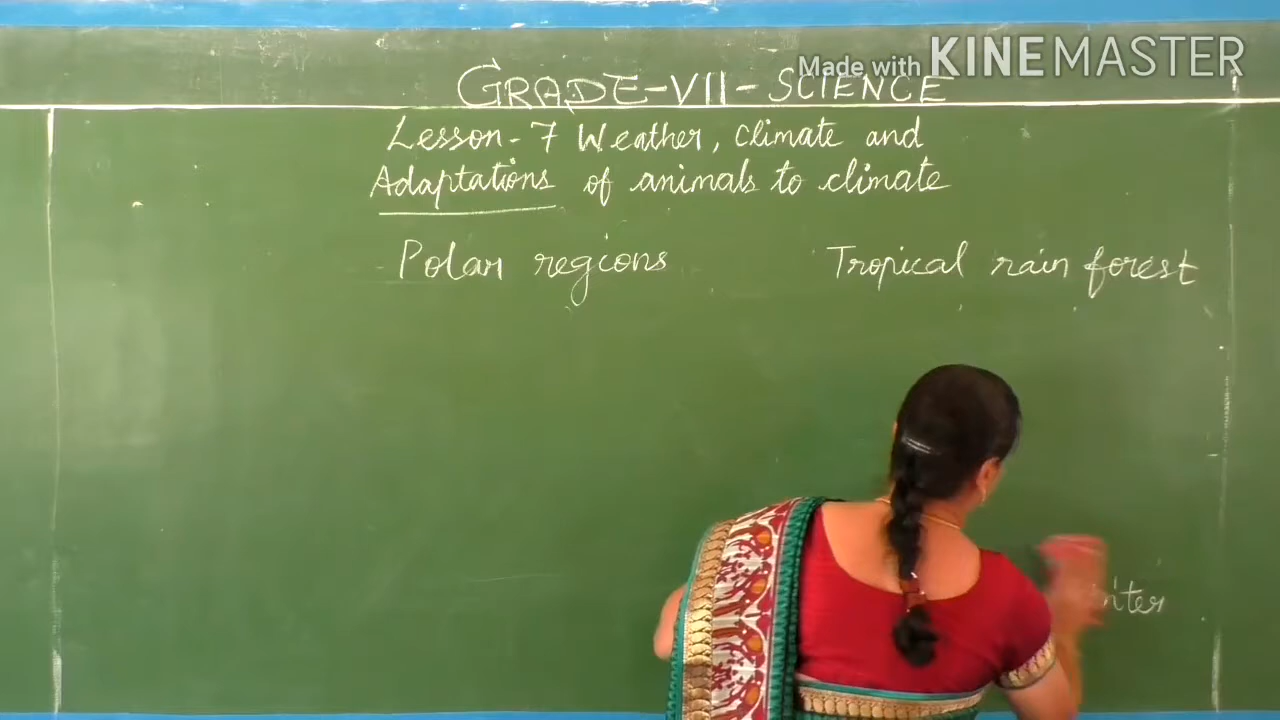 Made with KINEMASTER
GRADE-VII-SCIENCE
Lesson-7 Weather, Climate and
Adaptations of animals to climate
Polar regions
Tropical rain forest